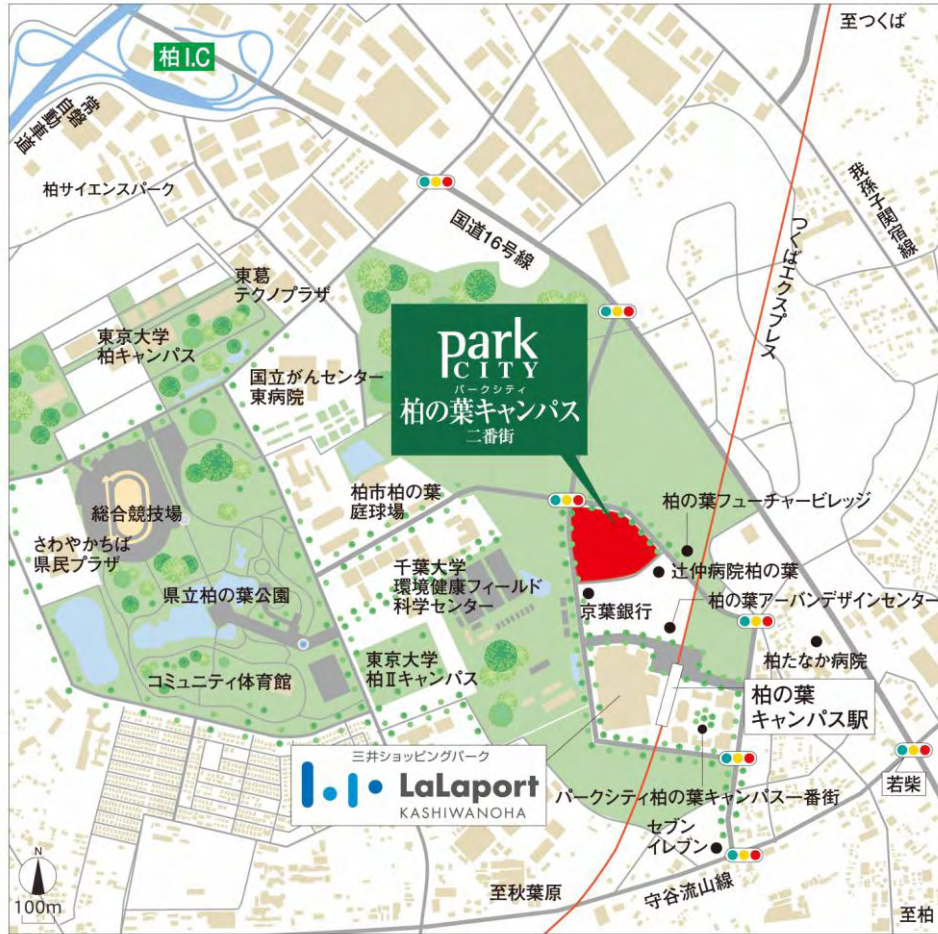 至つくば
柏I.C
常磐
自動車道
柏サイエンスパーク
国道16号線
我孫子関宿線
つくばエクスプレス
東葛
テクノプラザ
東京大学
柏キャンパス
国立がんセンター
東病院
park
CITY
パークシティ
柏の葉キャンパス
二番街
柏市柏の葉
庭球場
柏の葉フューチャービレッジ
総合競技場
さわやかちば
県民プラザ
千葉大学
環境健康フィールド
科学センター
辻仲病院柏の葉
県立柏の葉公園
京葉銀行
柏の葉アーバンデザインセンター
柏たなか病院
コミュニティ体育館
東京大学
柏Ⅱキャンパス
柏の葉
キャンパス駅
三井ショッピングパーク
LaLaport
KASHIWANOHA
若柴
パークシティ柏の葉キャンパス一番街
セブン
イレブン
N
100m
至秋葉原
守谷流山線
至柏